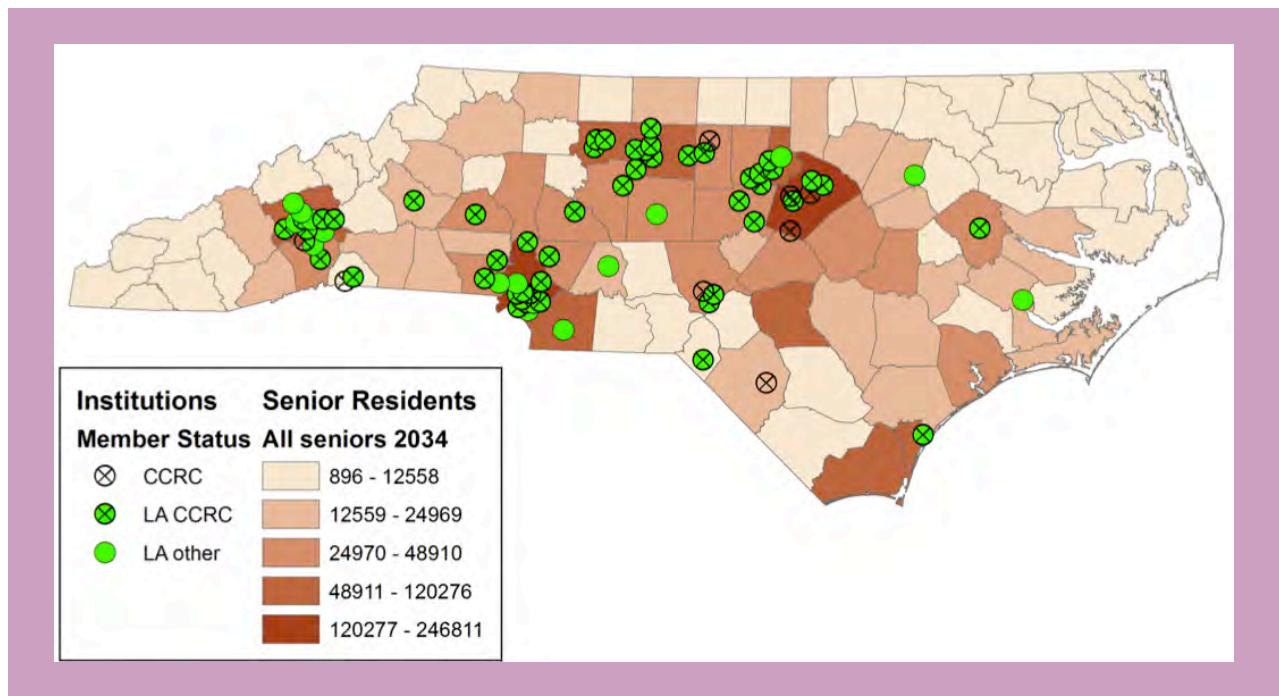 Institutions Senior Residents
Member Status All seniors 2034
CCRC 896 - 12558
LA CCRC 12559 - 24969
LA other 24970 - 48910
48911 - 120276
120277 - 246811